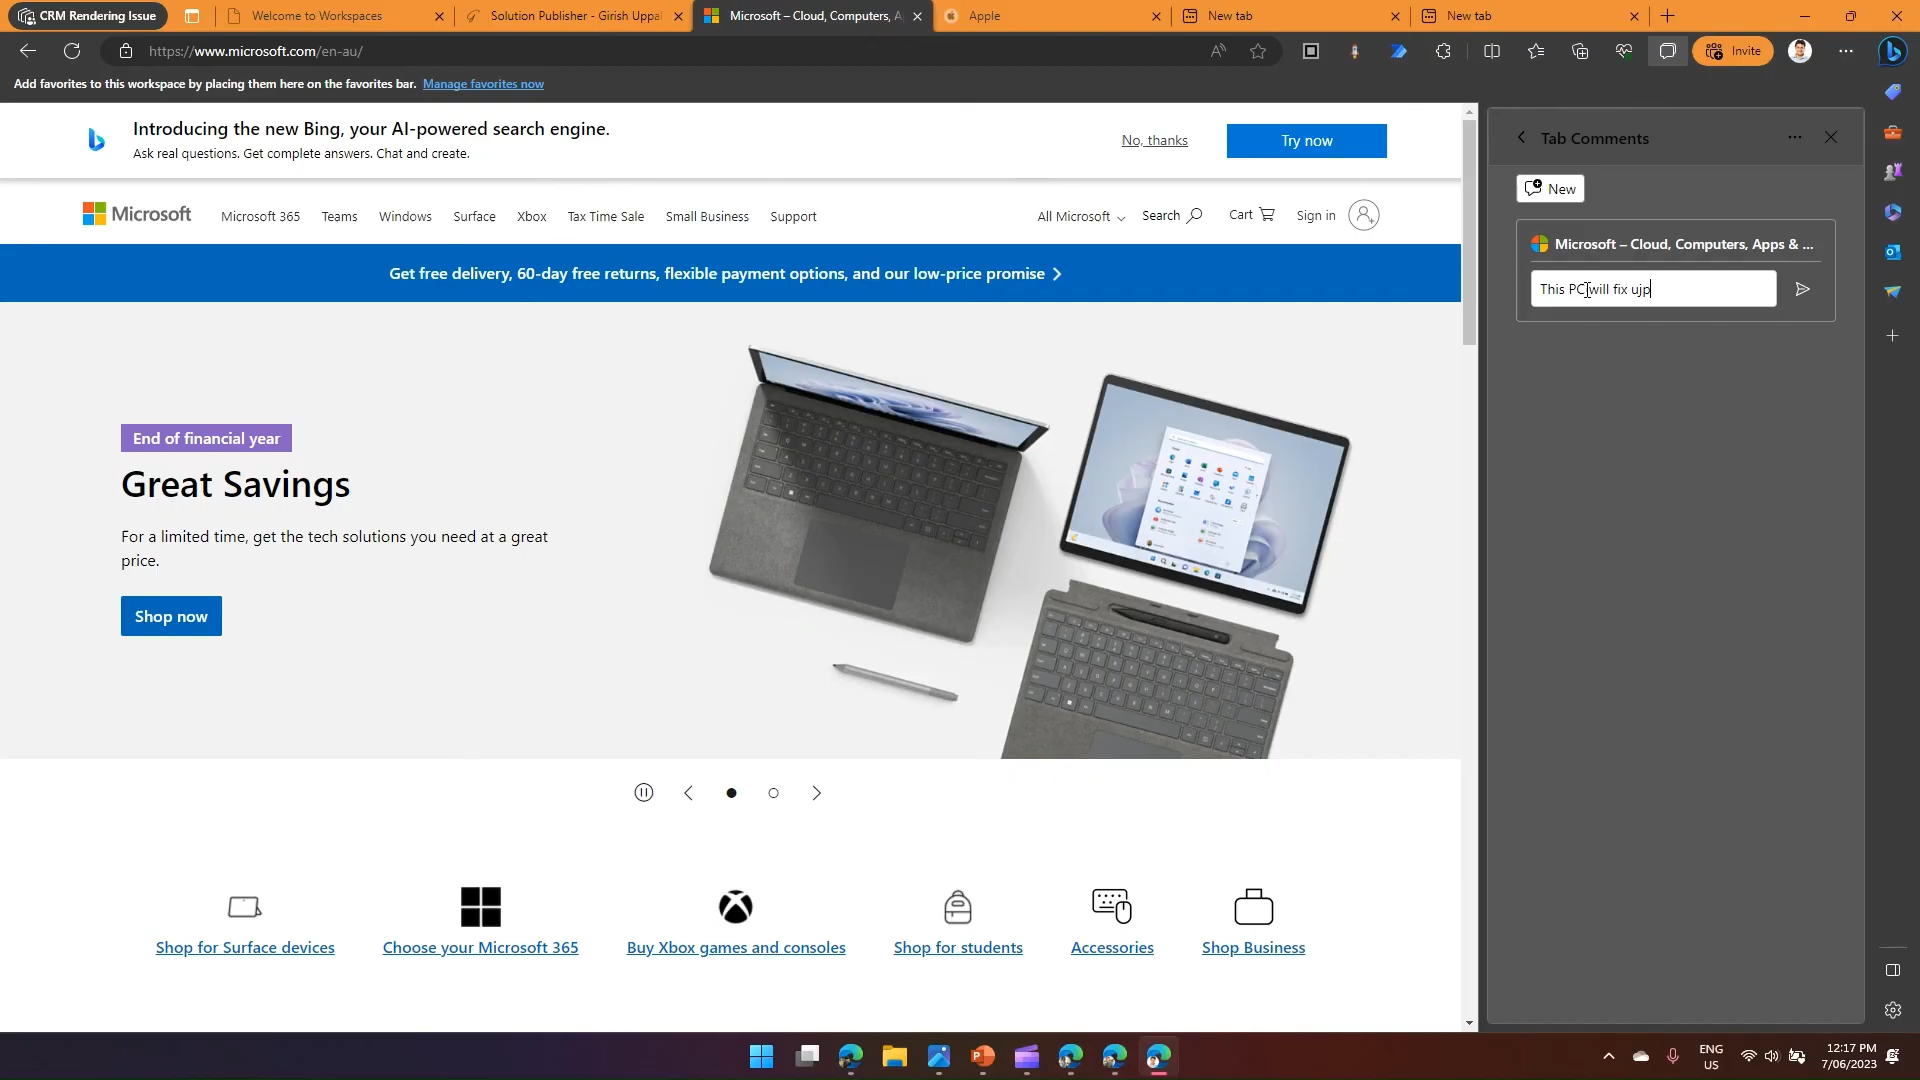 CRM Rendering Issue
Welcome to Workspaces
Solution Publisher - Girish Uppal
Microsoft – Cloud, Computers, A
Apple
New tab
New tab
https://www.microsoft.com/en-au/
Invite
Add favorites to this workspace by placing them here on the favorites bar. Manage favorites now
Introducing the new Bing, your AI-powered search engine.
Ask real questions. Get complete answers. Chat and create.
No, thanks
Try now
Microsoft
Microsoft 365
Teams
Windows
Surface
Xbox
Tax Time Sale
Small Business
Support
All Microsoft
Search
Cart
Sign in
Get free delivery, 60-day free returns, flexible payment options, and our low-price promise
End of financial year
Great Savings
For a limited time, get the tech solutions you need at a great
price.
Shop now
Shop for Surface devices
Choose your Microsoft 365
Buy Xbox games and consoles
Shop for students
Accessories
Shop Business
Tab Comments
New
Microsoft – Cloud, Computers, Apps & ...
This PC will fix ujp
ENG
US
12:17 PM
7/06/2023